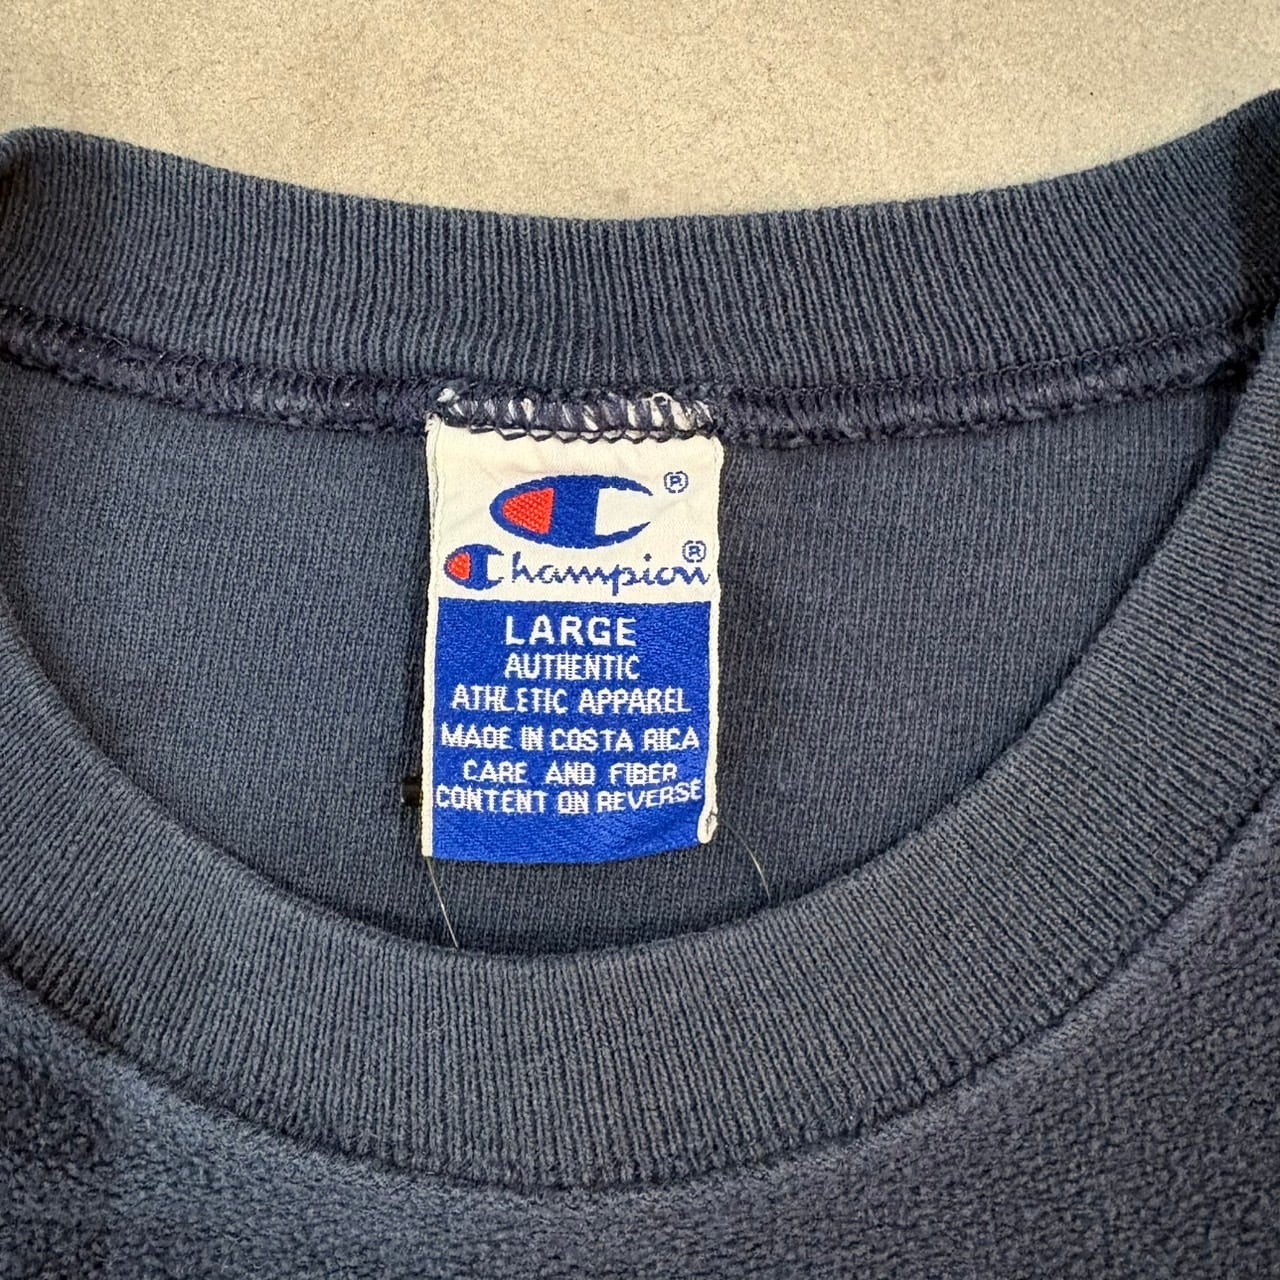 ®
Champion®
LARGE
AUTHENTIC
ATHLETIC APPAREL
MADE IN COSTA RICA
CARE AND FIBER
CONTENT ON REVERSE